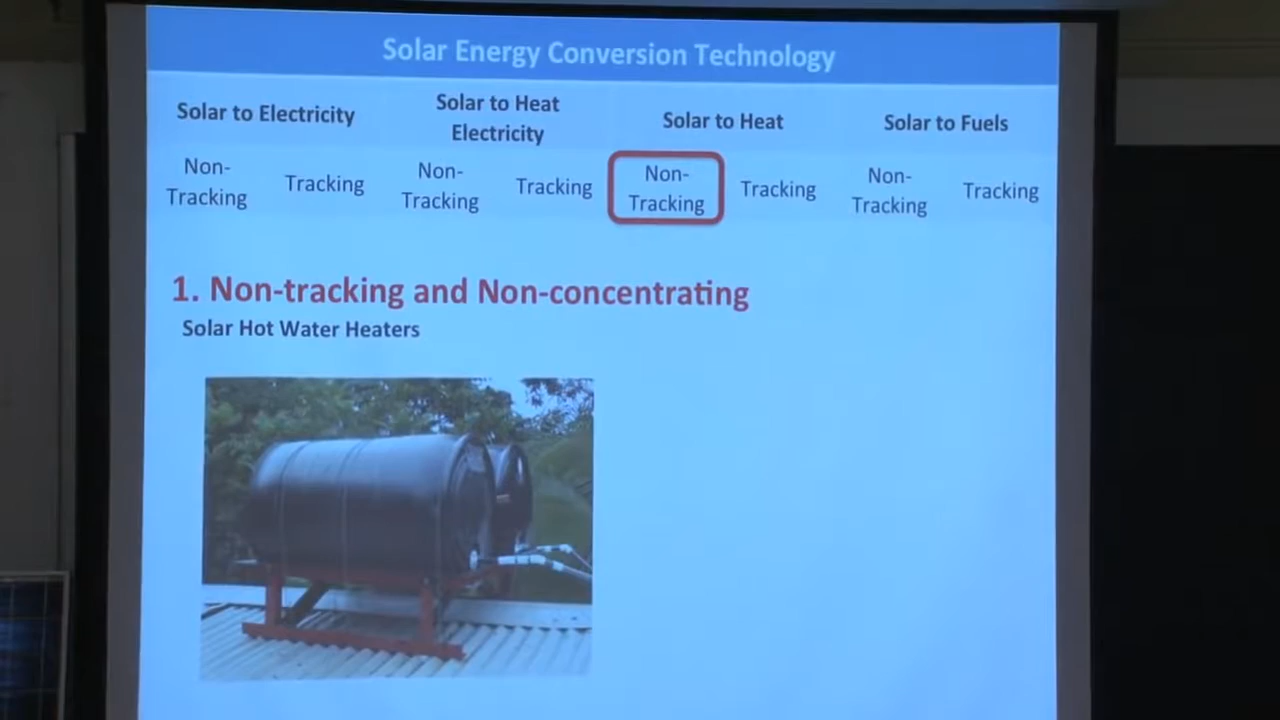 Solar Energy Conversion Technology
Solar to Electricity
Solar to Heat
Electricity
Solar to Heat
Solar to Fuels
Non-
Tracking
Tracking
Non-
Tracking
Tracking
Non-
Tracking
Tracking
Non-
Tracking
Tracking
1. Non-tracking and Non-concentrating
Solar Hot Water Heaters